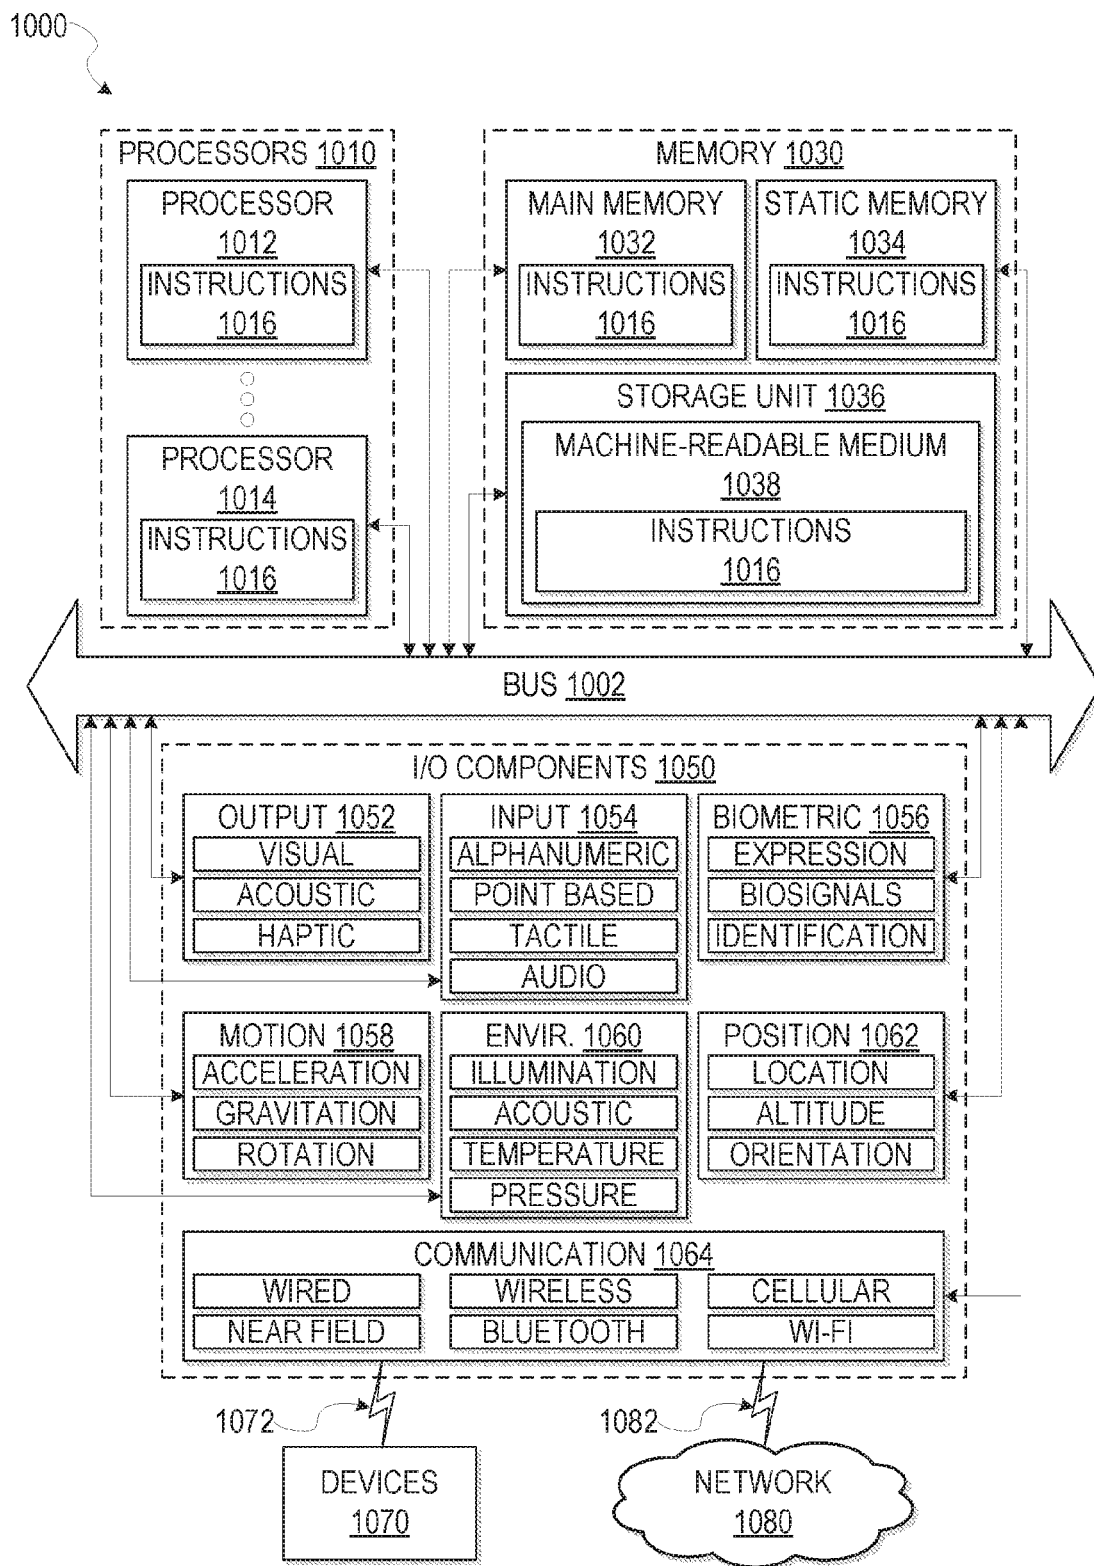 1000
PROCESSORS 1010
PROCESSOR
1012
INSTRUCTIONS
1016
PROCESSOR
1014
INSTRUCTIONS
1016
MEMORY 1030
MAIN MEMORY
1032
INSTRUCTIONS
1016
STATIC MEMORY
1034
INSTRUCTIONS
1016
STORAGE UNIT 1036
MACHINE-READABLE MEDIUM
1038
INSTRUCTIONS
1016
BUS 1002
I/O COMPONENTS 1050
OUTPUT 1052
VISUAL
ACOUSTIC
HAPTIC
INPUT 1054
ALPHANUMERIC
POINT BASED
TACTILE
AUDIO
BIOMETRIC 1056
EXPRESSION
BIOSIGNALS
IDENTIFICATION
MOTION 1058
ACCELERATION
GRAVITATION
ROTATION
ENVIR. 1060
ILLUMINATION
ACOUSTIC
TEMPERATURE
PRESSURE
POSITION 1062
LOCATION
ALTITUDE
ORIENTATION
COMMUNICATION 1064
WIRED
WIRELESS
CELLULAR
NEAR FIELD
BLUETOOTH
WI-FI
1072
1082
DEVICES
1070
NETWORK
1080